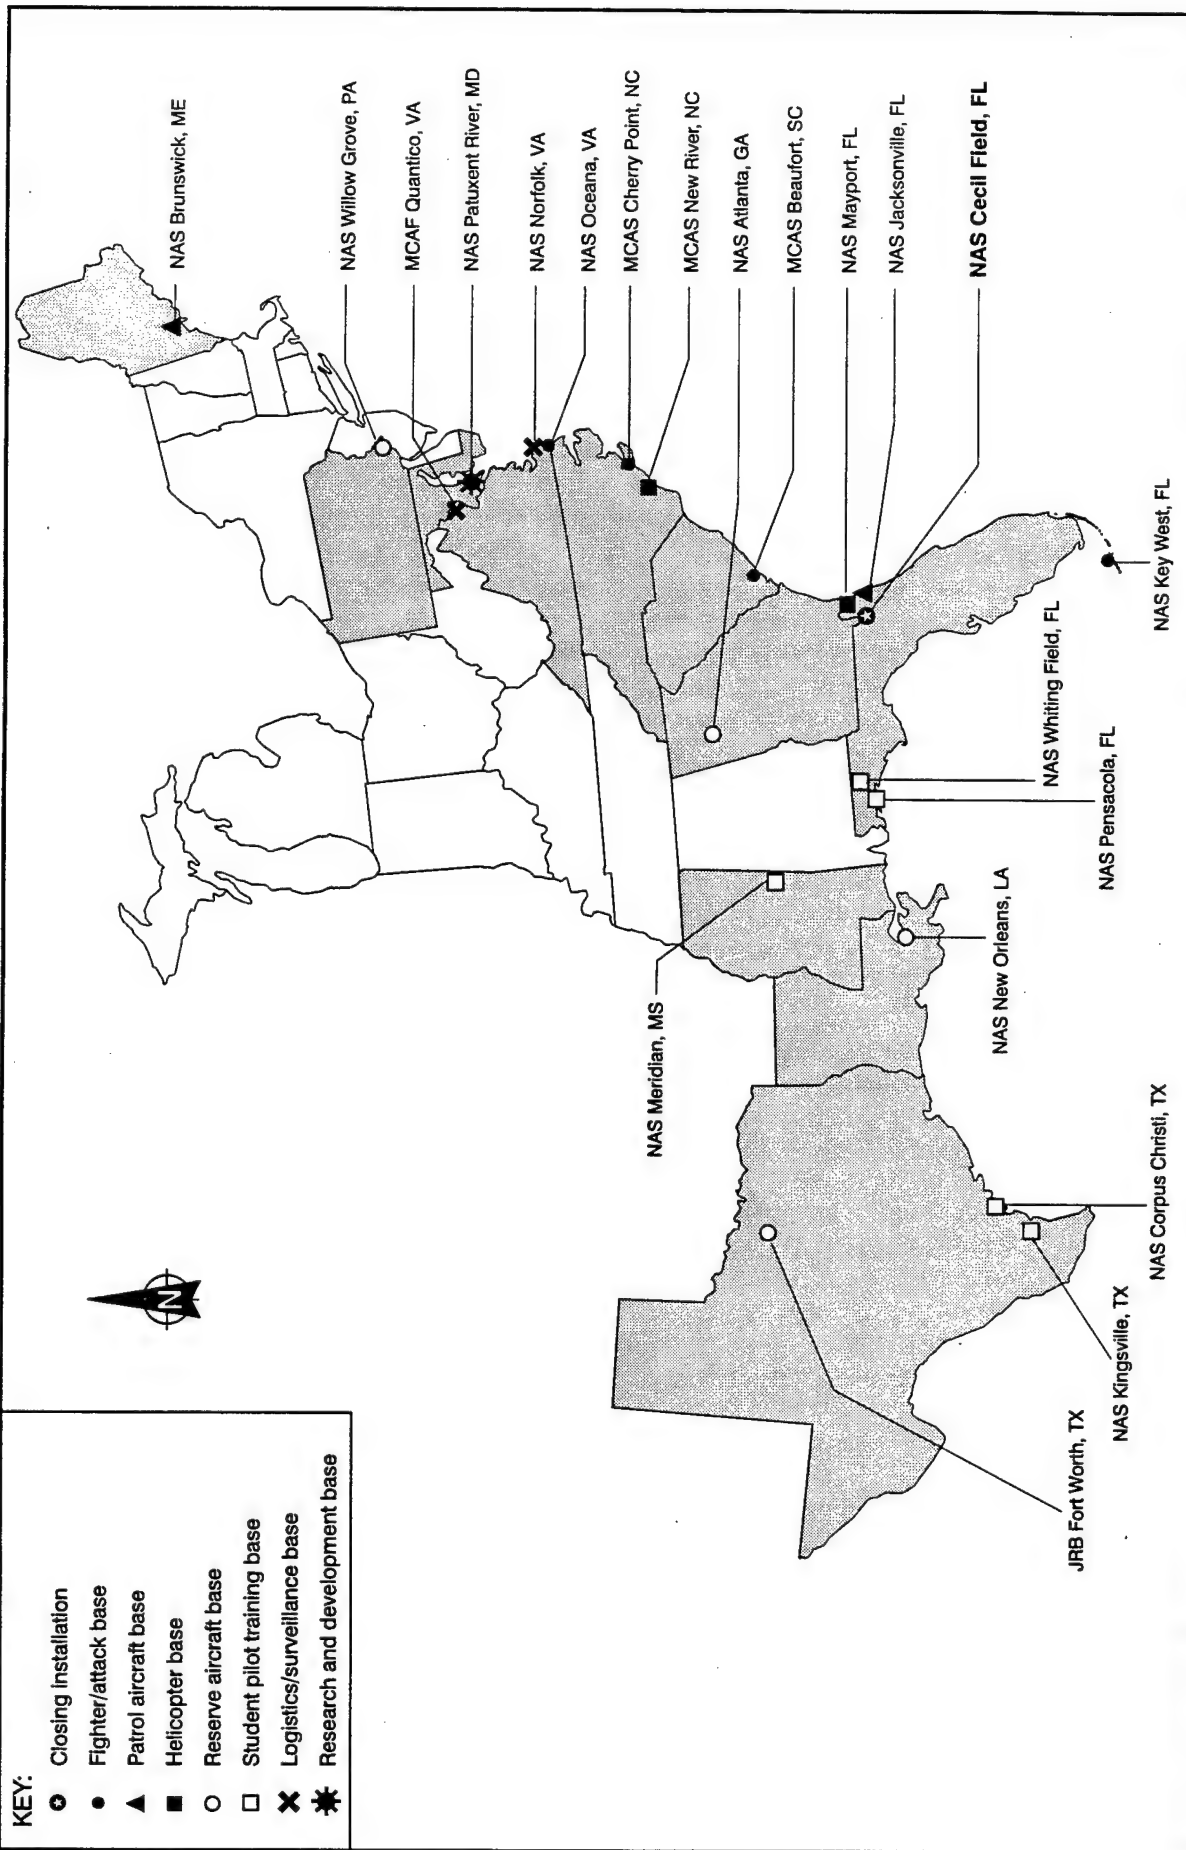 KEY:
Closing installation
Fighter/attack base
Patrol aircraft base
Helicopter base
Reserve aircraft base
Student pilot training base
Logistics/surveillance base
Research and development base
N
NAS Brunswick, ME
NAS Willow Grove, PA
MCAF Quantico, VA
NAS Patuxent River, MD
NAS Norfolk, VA
NAS Oceana, VA
MCAS Cherry Point, NC
MCAS New River, NC
NAS Atlanta, GA
MCAS Beaufort, SC
NAS Mayport, FL
NAS Jacksonville, FL
NAS Cecil Field, FL
NAS Key West, FL
NAS Whiting Field, FL
NAS Pensacola, FL
NAS New Orleans, LA
NAS Meridian, MS
NAS Corpus Christi, TX
NAS Kingsville, TX
JRB Fort Worth, TX